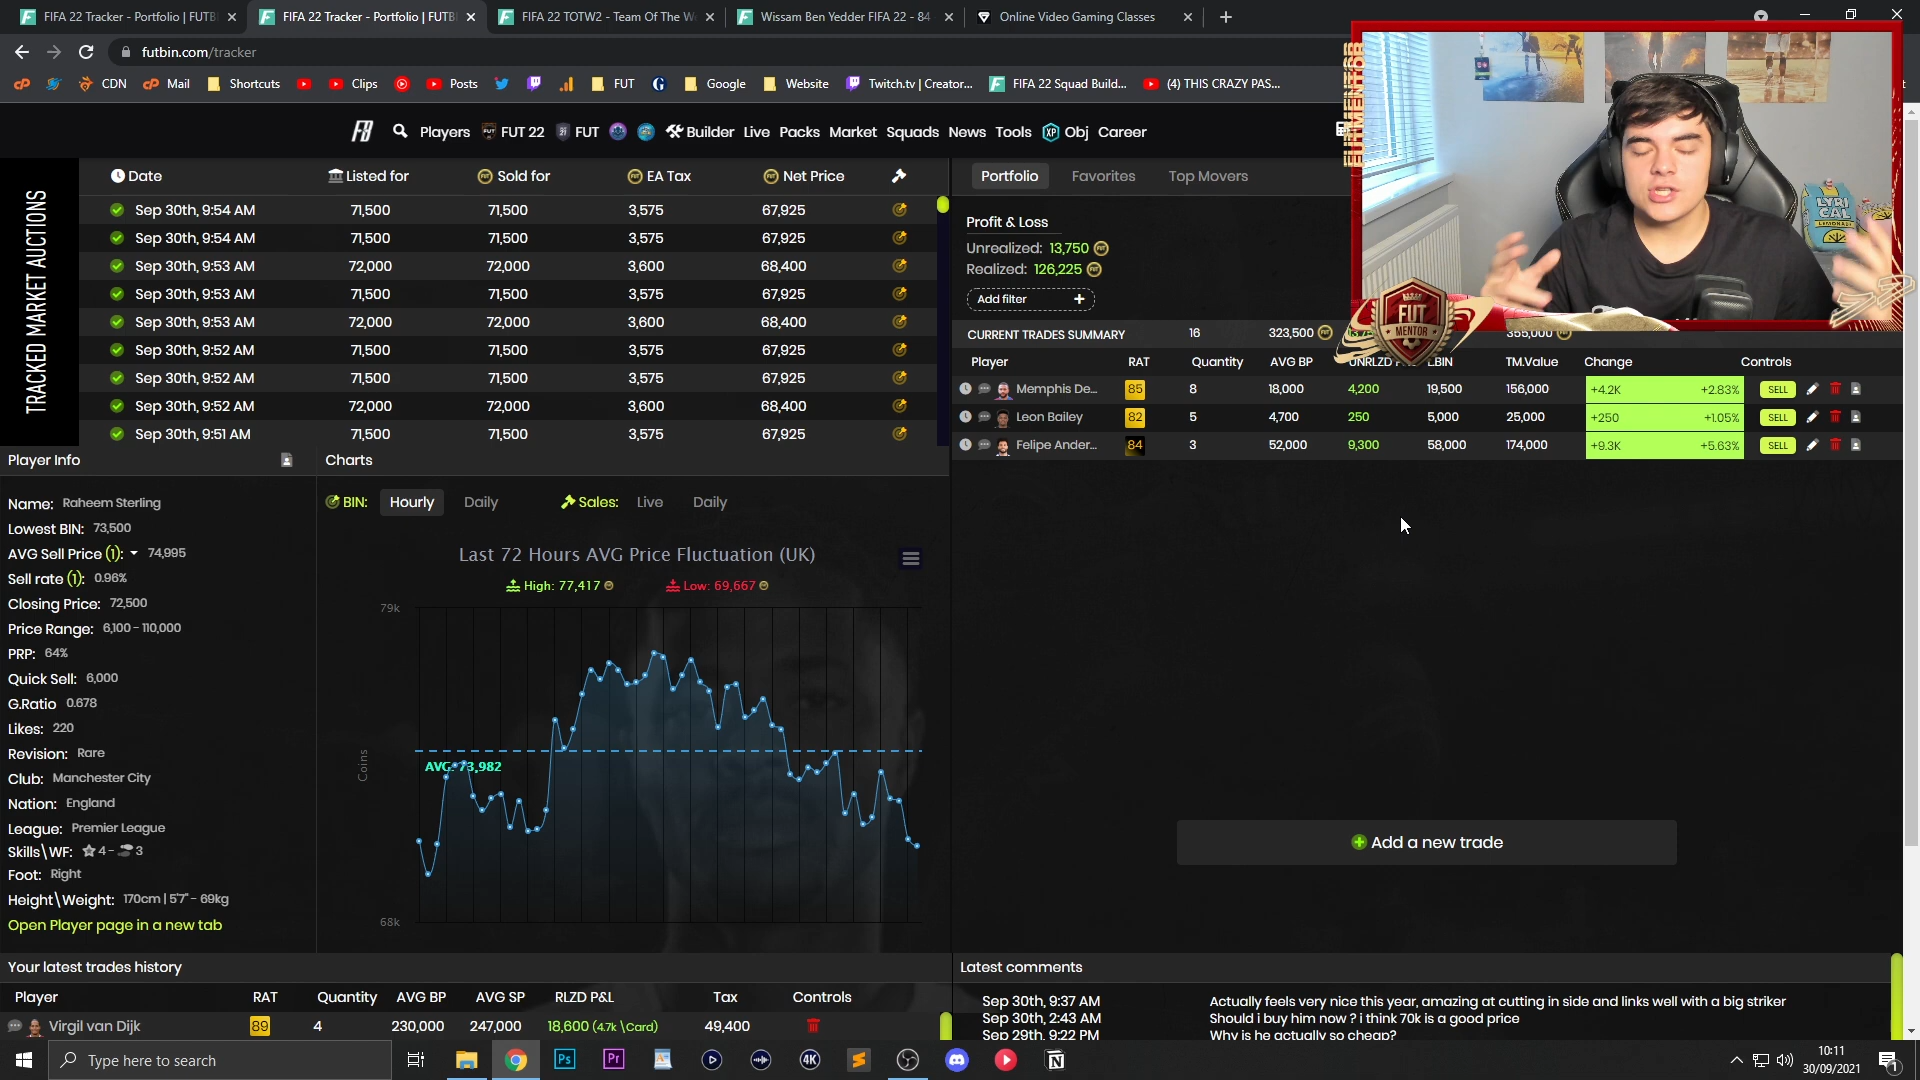 FIFA 22 Tracker - Portfolio | FUTB
FIFA 22 Tracker - Portfolio | FUTB
FIFA 22 TOTW2 - Team Of The W
Wissam Ben Yedder FIFA 22 - 84
Online Video Gaming Classes
futbin.com/tracker
CDN
Mail
Shortcuts
Clips
Posts
FUT
Google
Website
Twitch.tv | Creator...
FIFA 22 Squad Build...
(4) THIS CRAZY PAS...
Players
FUT 22
FUT
Builder
Live
Packs
Market
Squads
News
Tools
Obj
Career
FUTMENTOR
LYRICAL LEMONADE
FUT MENTOR
TRACKED MARKET AUCTIONS
Date Listed for Sold for EA Tax Net Price
Sep 30th, 9:54 AM 71,500 71,500 3,575 67,925
Sep 30th, 9:54 AM 71,500 71,500 3,575 67,925
Sep 30th, 9:53 AM 72,000 72,000 3,600 68,400
Sep 30th, 9:53 AM 71,500 71,500 3,575 67,925
Sep 30th, 9:53 AM 72,000 72,000 3,600 68,400
Sep 30th, 9:52 AM 71,500 71,500 3,575 67,925
Sep 30th, 9:52 AM 71,500 71,500 3,575 67,925
Sep 30th, 9:52 AM 72,000 72,000 3,600 68,400
Sep 30th, 9:51 AM 71,500 71,500 3,575 67,925
Portfolio Favorites Top Movers
Profit & Loss
Unrealized: 13,750
Realized: 126,225
Add filter +
CURRENT TRADES SUMMARY 16 323,500 355,000
Player RAT Quantity AVG BP UNRLZD LBIN TM.Value Change Controls
Memphis De... 85 8 18,000 4,200 19,500 156,000 +4.2K +2.83% SELL
Leon Bailey 82 5 4,700 250 5,000 25,000 +250 +1.05% SELL
Felipe Ander... 84 3 52,000 9,300 58,000 174,000 +9.3K +5.63% SELL
Add a new trade
Player Info
Name: Raheem Sterling
Lowest BIN: 73,500
AVG Sell Price (1): 74,995
Sell rate (1): 0.96%
Closing Price: 72,500
Price Range: 6,100 - 110,000
PRP: 64%
Quick Sell: 6,000
G.Ratio 0.678
Likes: 220
Revision: Rare
Club: Manchester City
Nation: England
League: Premier League
Skills\WF: 4 - 3
Foot: Right
Height\Weight: 170cm | 5'7" - 69kg
Open Player page in a new tab
Charts
BIN: Hourly Daily Sales: Live Daily
Last 72 Hours AVG Price Fluctuation (UK)
High: 77,417 Low: 69,667
79k
Coins
AVG: 73,982
68k
Your latest trades history
Player RAT Quantity AVG BP AVG SP RLZD P&L Tax Controls
Virgil van Dijk 89 4 230,000 247,000 18,600 (4.7k \Card) 49,400
Latest comments
Sep 30th, 9:37 AM Actually feels very nice this year, amazing at cutting in side and links well with a big striker
Sep 30th, 2:43 AM Should i buy him now ? i think 70k is a good price
Sep 29th, 9:22 PM Why is he actually so cheap?
Type here to search
Ps
Pr
4K
10:11
30/09/2021
1